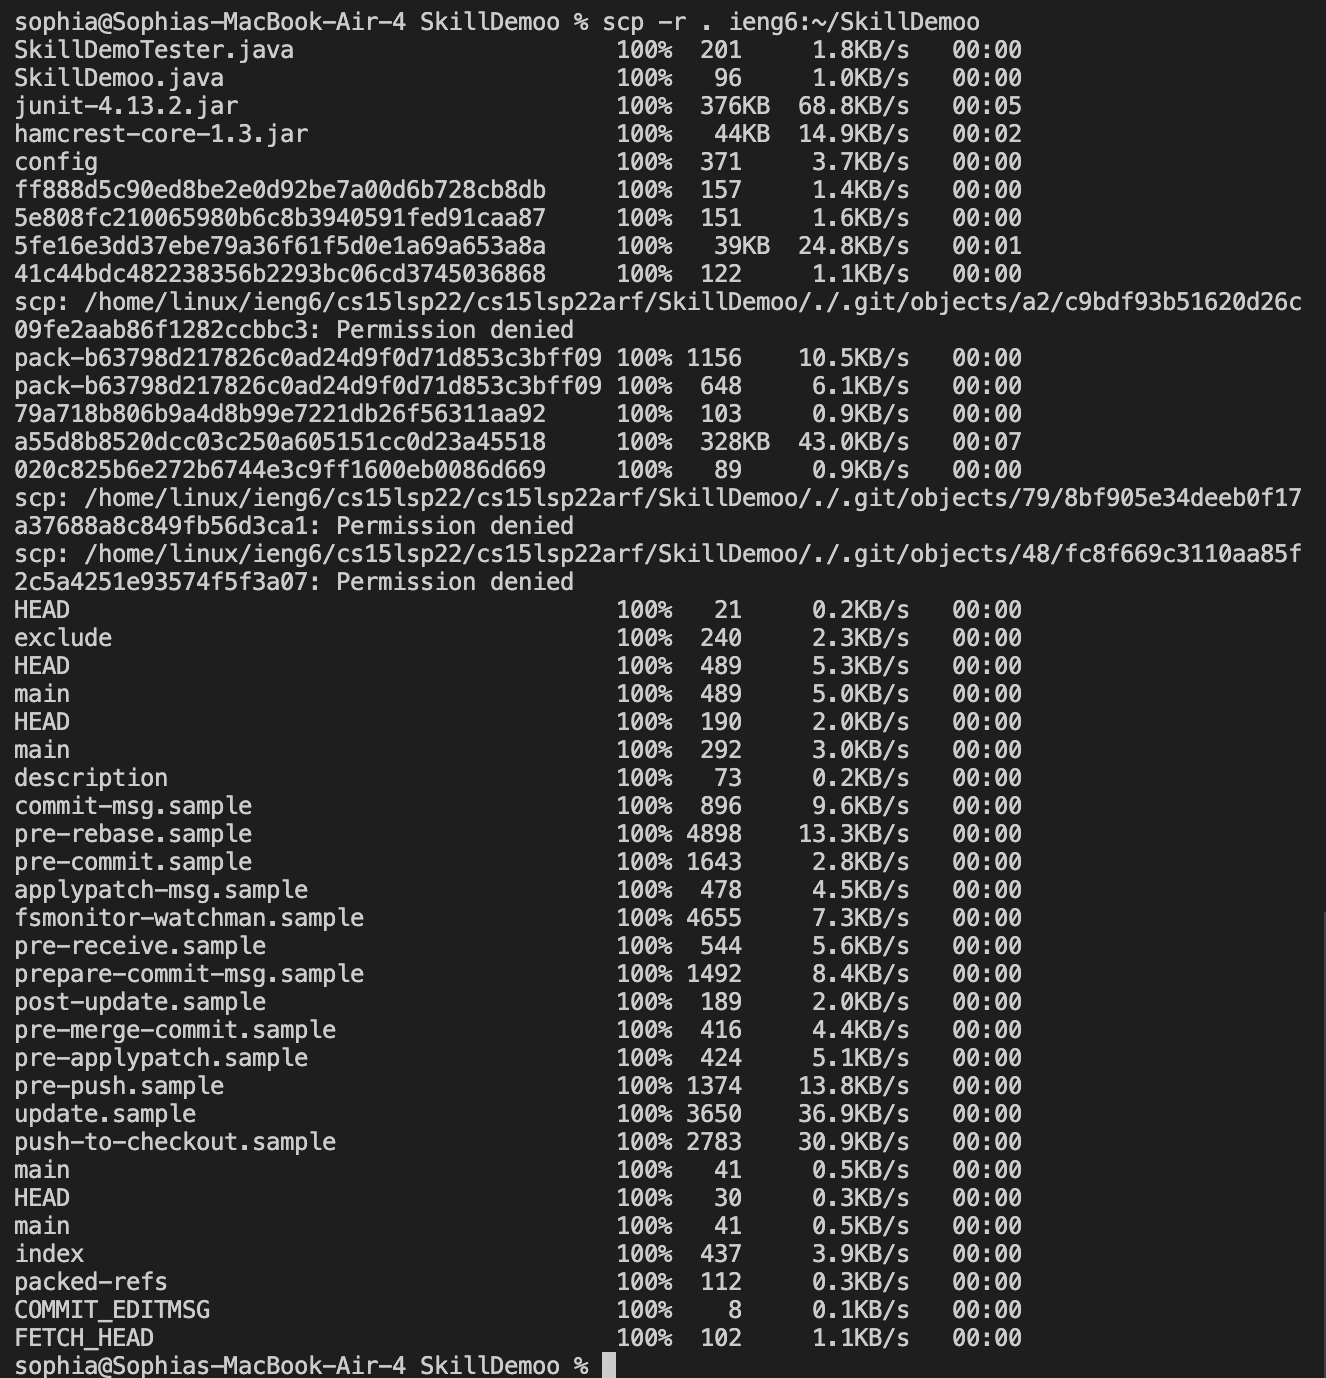 sophia@Sophias-MacBook-Air-4 SkillDemoo % scp -r . ieng6:~/SkillDemoo
SkillDemoTester.java 100% 201 1.8KB/s 00:00
SkillDemoo.java 100% 96 1.0KB/s 00:00
junit-4.13.2.jar 100% 376KB 68.8KB/s 00:05
hamcrest-core-1.3.jar 100% 44KB 14.9KB/s 00:02
config 100% 371 3.7KB/s 00:00
ff888d5c90ed8be2e0d92be7a00d6b728cb8db 100% 157 1.4KB/s 00:00
5e808fc210065980b6c8b3940591fed91caa87 100% 151 1.6KB/s 00:00
5fe16e3dd37ebe79a36f61f5d0e1a69a653a8a 100% 39KB 24.8KB/s 00:01
41c44bdc482238356b2293bc06cd3745036868 100% 122 1.1KB/s 00:00
scp: /home/linux/ieng6/cs15lsp22/cs15lsp22arf/SkillDemoo/./.git/objects/a2/c9bdf93b51620d26c
09fe2aab86f1282ccbbc3: Permission denied
pack-b63798d217826c0ad24d9f0d71d853c3bff09 100% 1156 10.5KB/s 00:00
pack-b63798d217826c0ad24d9f0d71d853c3bff09 100% 648 6.1KB/s 00:00
79a718b806b9a4d8b99e7221db26f56311aa92 100% 103 0.9KB/s 00:00
a55d8b8520dcc03c250a605151cc0d23a45518 100% 328KB 43.0KB/s 00:07
020c825b6e272b6744e3c9ff1600eb0086d669 100% 89 0.9KB/s 00:00
scp: /home/linux/ieng6/cs15lsp22/cs15lsp22arf/SkillDemoo/./.git/objects/79/8bf905e34deeb0f17
a37688a8c849fb56d3ca1: Permission denied
scp: /home/linux/ieng6/cs15lsp22/cs15lsp22arf/SkillDemoo/./.git/objects/48/fc8f669c3110aa85f
2c5a4251e93574f5f3a07: Permission denied
HEAD 100% 21 0.2KB/s 00:00
exclude 100% 240 2.3KB/s 00:00
HEAD 100% 489 5.3KB/s 00:00
main 100% 489 5.0KB/s 00:00
HEAD 100% 190 2.0KB/s 00:00
main 100% 292 3.0KB/s 00:00
description 100% 73 0.2KB/s 00:00
commit-msg.sample 100% 896 9.6KB/s 00:00
pre-rebase.sample 100% 4898 13.3KB/s 00:00
pre-commit.sample 100% 1643 2.8KB/s 00:00
applypatch-msg.sample 100% 478 4.5KB/s 00:00
fsmonitor-watchman.sample 100% 4655 7.3KB/s 00:00
pre-receive.sample 100% 544 5.6KB/s 00:00
prepare-commit-msg.sample 100% 1492 8.4KB/s 00:00
post-update.sample 100% 189 2.0KB/s 00:00
pre-merge-commit.sample 100% 416 4.4KB/s 00:00
pre-applypatch.sample 100% 424 5.1KB/s 00:00
pre-push.sample 100% 1374 13.8KB/s 00:00
update.sample 100% 3650 36.9KB/s 00:00
push-to-checkout.sample 100% 2783 30.9KB/s 00:00
main 100% 41 0.5KB/s 00:00
HEAD 100% 30 0.3KB/s 00:00
main 100% 41 0.5KB/s 00:00
index 100% 437 3.9KB/s 00:00
packed-refs 100% 112 0.3KB/s 00:00
COMMIT_EDITMSG 100% 8 0.1KB/s 00:00
FETCH_HEAD 100% 102 1.1KB/s 00:00
sophia@Sophias-MacBook-Air-4 SkillDemoo %